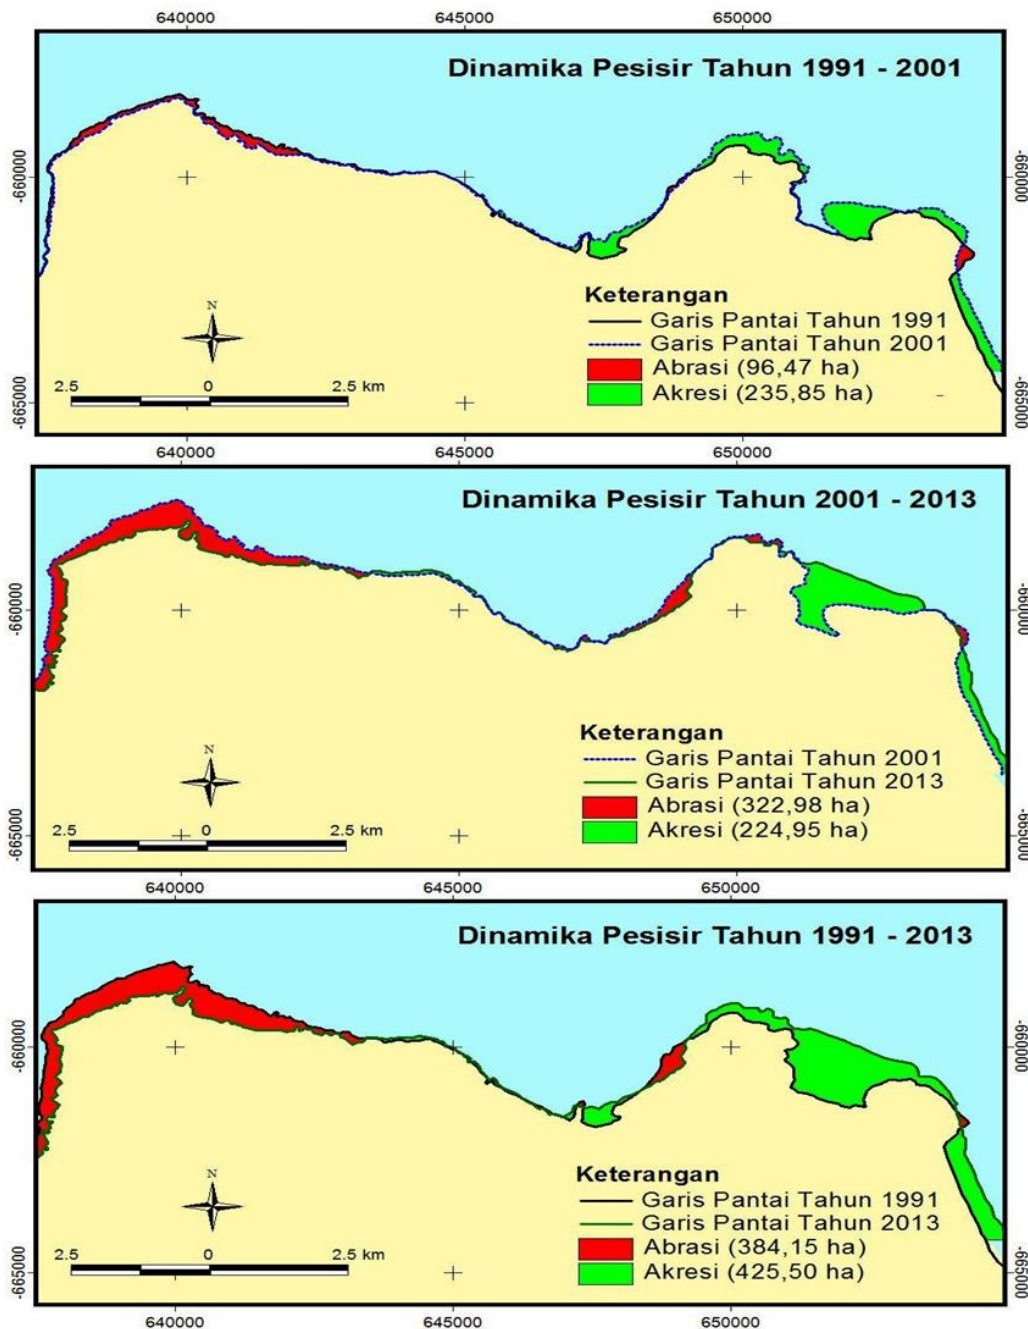 640000 645000 650000
Dinamika Pesisir Tahun 1991 - 2001
-660000 -660000
Keterangan
Garis Pantai Tahun 1991
Garis Pantai Tahun 2001
Abrasi (96,47 ha)
Akresi (235,85 ha)
N
2.5 0 2.5 km
-665000 -665000
640000 645000 650000
Dinamika Pesisir Tahun 2001 - 2013
-660000 -660000
Keterangan
Garis Pantai Tahun 2001
Garis Pantai Tahun 2013
Abrasi (322,98 ha)
Akresi (224,95 ha)
N
2.5 0 2.5 km
-665000 -665000
640000 645000 650000
Dinamika Pesisir Tahun 1991 - 2013
-660000 -660000
Keterangan
Garis Pantai Tahun 1991
Garis Pantai Tahun 2013
Abrasi (384,15 ha)
Akresi (425,50 ha)
N
2.5 0 2.5 km
-665000 -665000
640000 645000 650000